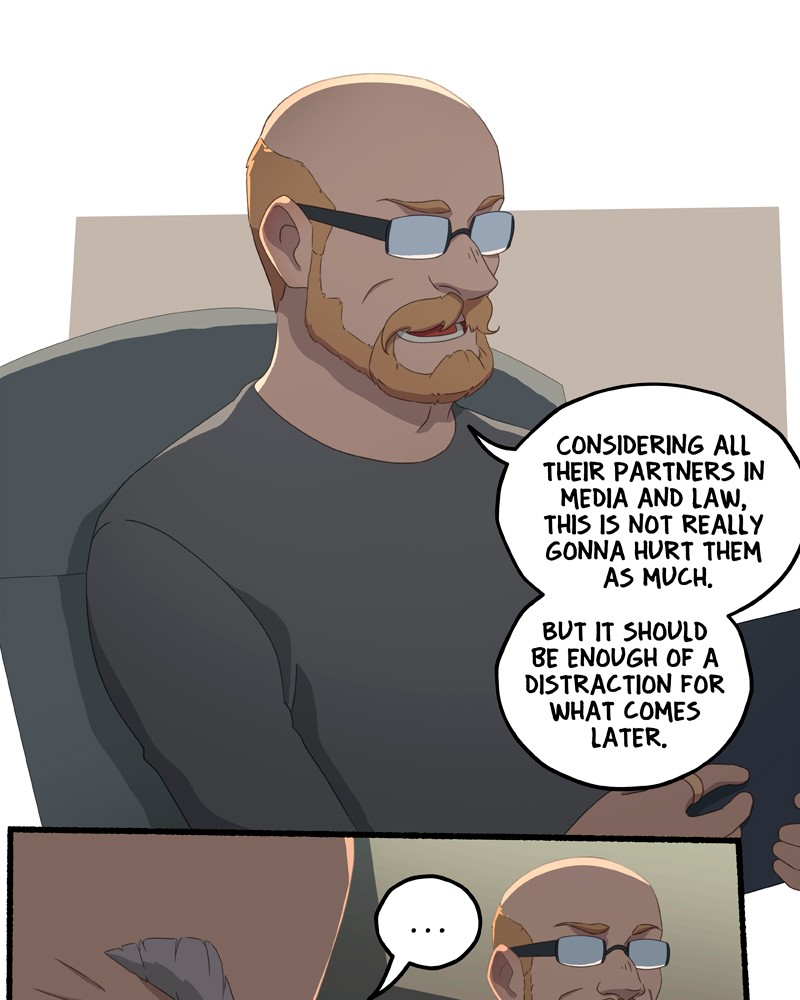 CONSIDERING ALL
THEIR PARTNERS IN
MEDIA AND LAW,
THIS IS NOT REALLY
GONNA HURT THEM
AS MUCH.
BUT IT SHOULD
BE ENOUGH OF A
DISTRACTION FOR
WHAT COMES
LATER.
...